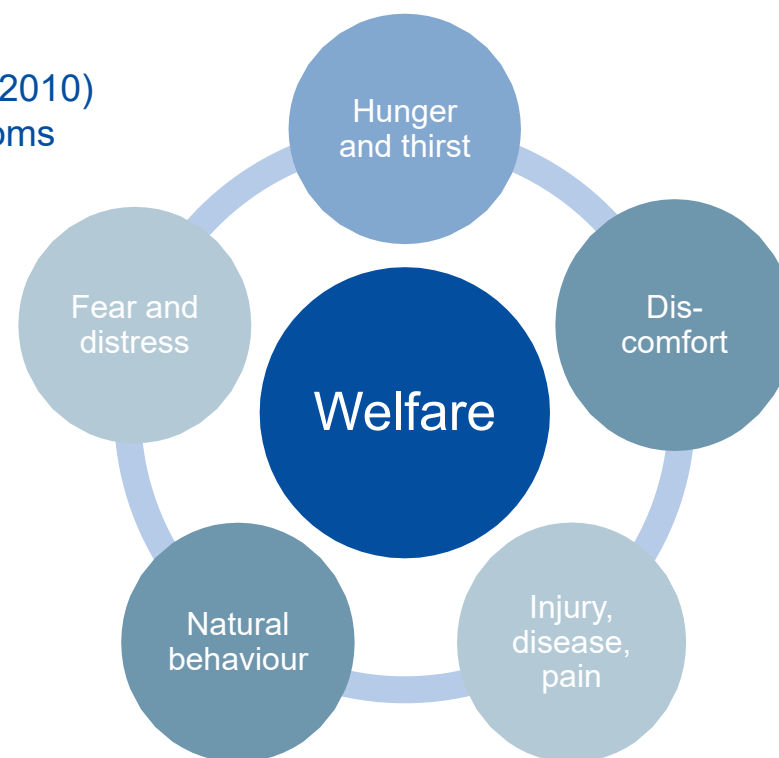 2010)
oms
Hunger
and thirst
Fear and
distress
Dis-
comfort
Welfare
Natural
behaviour
Injury,
disease,
pain